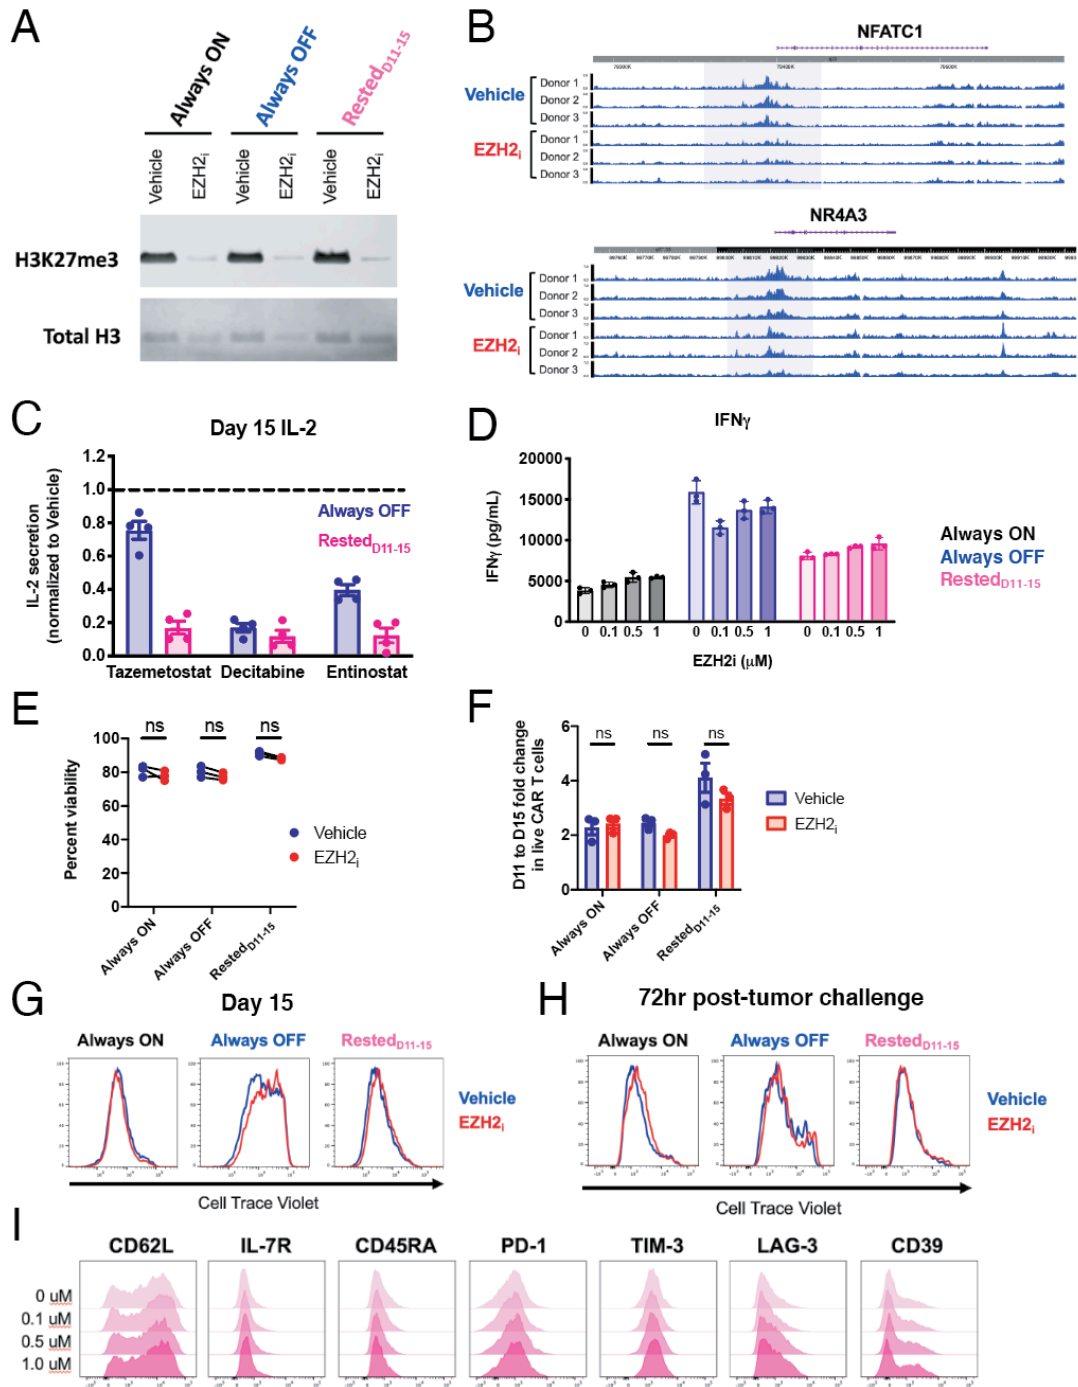 A
Always ON
Always OFF
RestedD11-15
Vehicle
EZH2i
Vehicle
EZH2i
Vehicle
EZH2i
H3K27me3
Total H3
B
NFATC1
Vehicle
Donor 1
Donor 2
Donor 3
EZH2i
Donor 1
Donor 2
Donor 3
NR4A3
Vehicle
Donor 1
Donor 2
Donor 3
EZH2i
Donor 1
Donor 2
Donor 3
C
Day 15 IL-2
IL-2 secretion
(normalized to Vehicle)
1.2
1.0
0.8
0.6
0.4
0.2
0.0
Always OFF
RestedD11-15
Tazemetostat Decitabine Entinostat
D
IFNγ
IFNγ (pg/mL)
20000
15000
10000
5000
0
0 0.1 0.5 1 0 0.1 0.5 1 0 0.1 0.5 1
EZH2i (μM)
Always ON
Always OFF
RestedD11-15
E
Percent viability
100
80
60
40
20
0
ns ns ns
Vehicle
EZH2i
Always ON
Always OFF
RestedD11-15
F
D11 to D15 fold change
in live CAR T cells
6
4
2
0
ns ns ns
Vehicle
EZH2i
Always ON
Always OFF
RestedD11-15
G
Day 15
Always ON Always OFF RestedD11-15
Vehicle
EZH2i
Cell Trace Violet
H
72hr post-tumor challenge
Always ON Always OFF RestedD11-15
Vehicle
EZH2i
Cell Trace Violet
I
CD62L IL-7R CD45RA PD-1 TIM-3 LAG-3 CD39
0 uM
0.1 uM
0.5 uM
1.0 uM